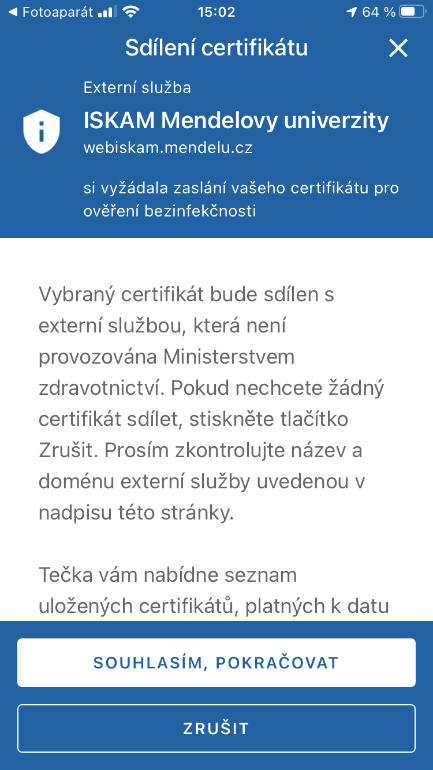 ◀ Fotoaparát 15:02 64 %
Sdílení certifikátu
Externí služba
ISKAM Mendelovy univerzity
webiskam.mendelu.cz
si vyžádala zaslání vašeho certifikátu pro
ověření bezinfekčnosti
Vybraný certifikát bude sdílen s
externí službou, která není
provozována Ministerstvem
zdravotnictví. Pokud nechcete žádný
certifikát sdílet, stiskněte tlačítko
Zrušit. Prosím zkontrolujte název a
doménu externí služby uvedenou v
nadpisu této stránky.
Tečka vám nabídne seznam
uložených certifikátů, platných k datu
SOUHLASÍM, POKRAČOVAT
ZRUŠIT